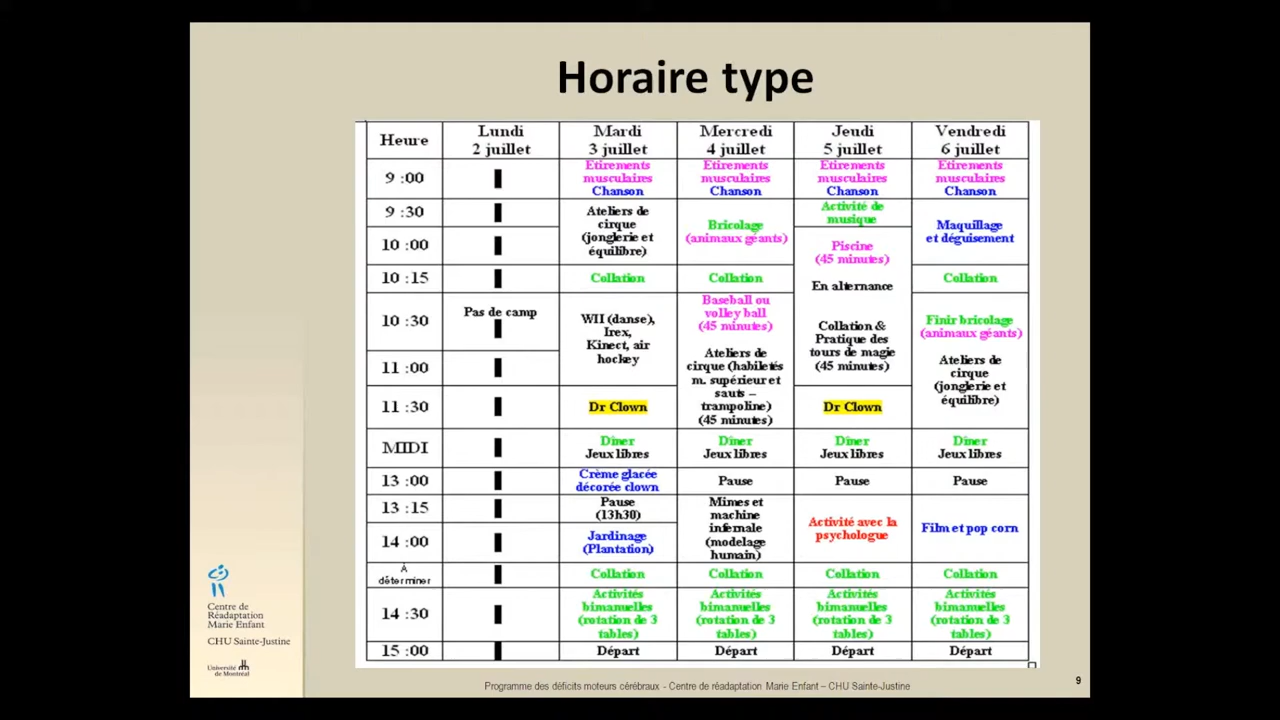 Horaire type
Heure
Lundi
2 juillet
Mardi
3 juillet
Mercredi
4 juillet
Jeudi
5 juillet
Vendredi
6 juillet
9 :00
Etirements
musculaires
Chanson
Etirements
musculaires
Chanson
Etirements
musculaires
Chanson
Etirements
musculaires
Chanson
9 :30
Ateliers de
cirque
(jonglerie et
équilibre)
Bricolage
(animaux géants)
Activité de
musique
Maquillage
et déguisement
10 :00
Piscine
(45 minutes)
En alternance
Collation &
Pratique des
tours de magie
(45 minutes)
10 :15
Collation
Collation
Collation
10 :30
Pas de camp
WII (danse),
Irex,
Kinect, air
hockey
Baseball ou
volley ball
(45 minutes)
Ateliers de
cirque (habiletés
m. supérieur et
sauts –
trampoline)
(45 minutes)
Finir bricolage
(animaux géants)
Ateliers de
cirque
(jonglerie et
équilibre)
11 :00
11 :30
Dr Clown
Dr Clown
MIDI
Dîner
Jeux libres
Dîner
Jeux libres
Dîner
Jeux libres
Dîner
Jeux libres
13 :00
Crème glacée
décorée clown
Pause
Pause
Pause
13 :15
Pause
(13h30)
Mimes et
machine
infernale
(modelage
humain)
Activité avec la
psychologue
Film et pop corn
14 :00
Jardinage
(Plantation)
À
déterminer
Collation
Collation
Collation
Collation
14 :30
Activités
bimanuelles
(rotation de 3
tables)
Activités
bimanuelles
(rotation de 3
tables)
Activités
bimanuelles
(rotation de 3
tables)
Activités
bimanuelles
(rotation de 3
tables)
15 :00
Départ
Départ
Départ
Départ
Centre de
Réadaptation
Marie Enfant
CHU Sainte-Justine
Université
de Montréal
Programme des déficits moteurs cérébraux - Centre de réadaptation Marie Enfant – CHU Sainte-Justine
9